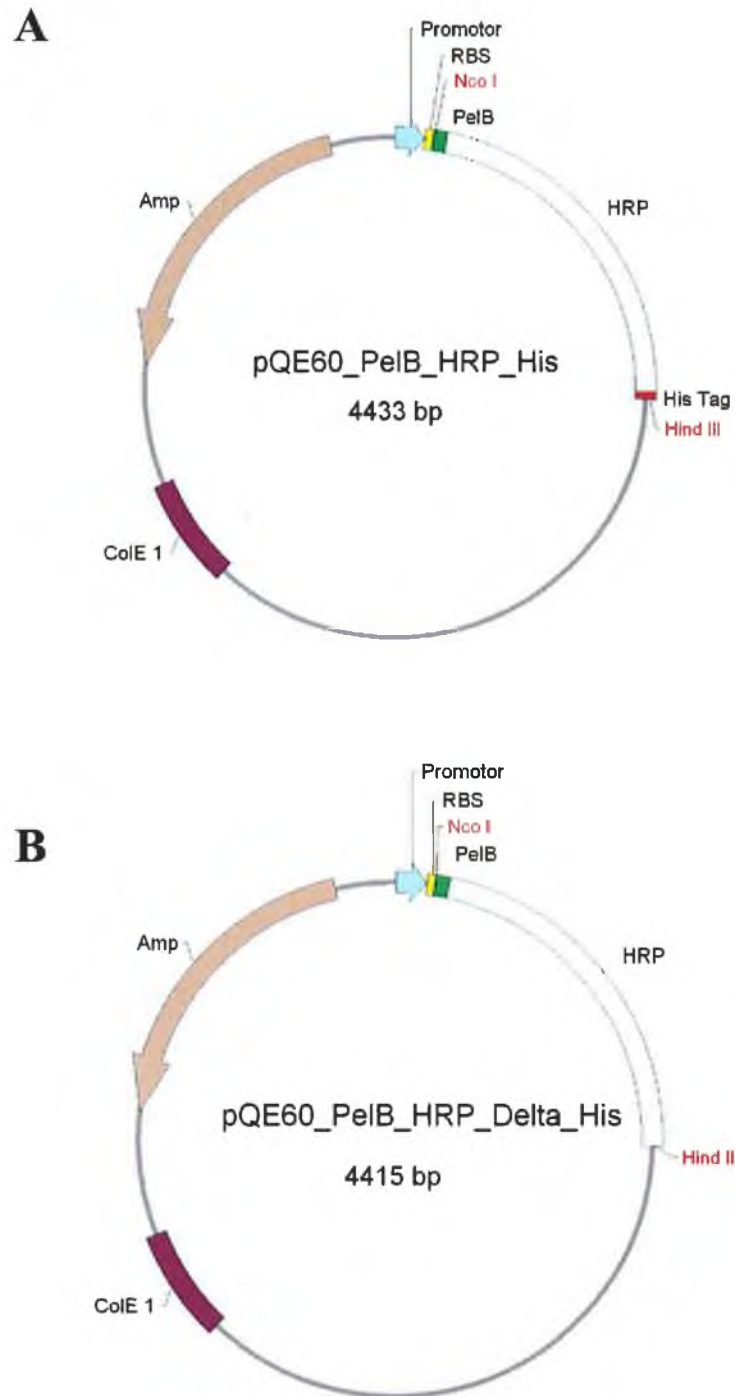 A
Promotor
RBS
Nco I
PelB
Amp
HRP
pQE60_PelB_HRP_His
4433 bp
His Tag
Hind III
ColE 1
B
Promotor
RBS
Nco I
PelB
Amp
HRP
pQE60_PelB_HRP_Delta_His
4415 bp
Hind II
ColE 1